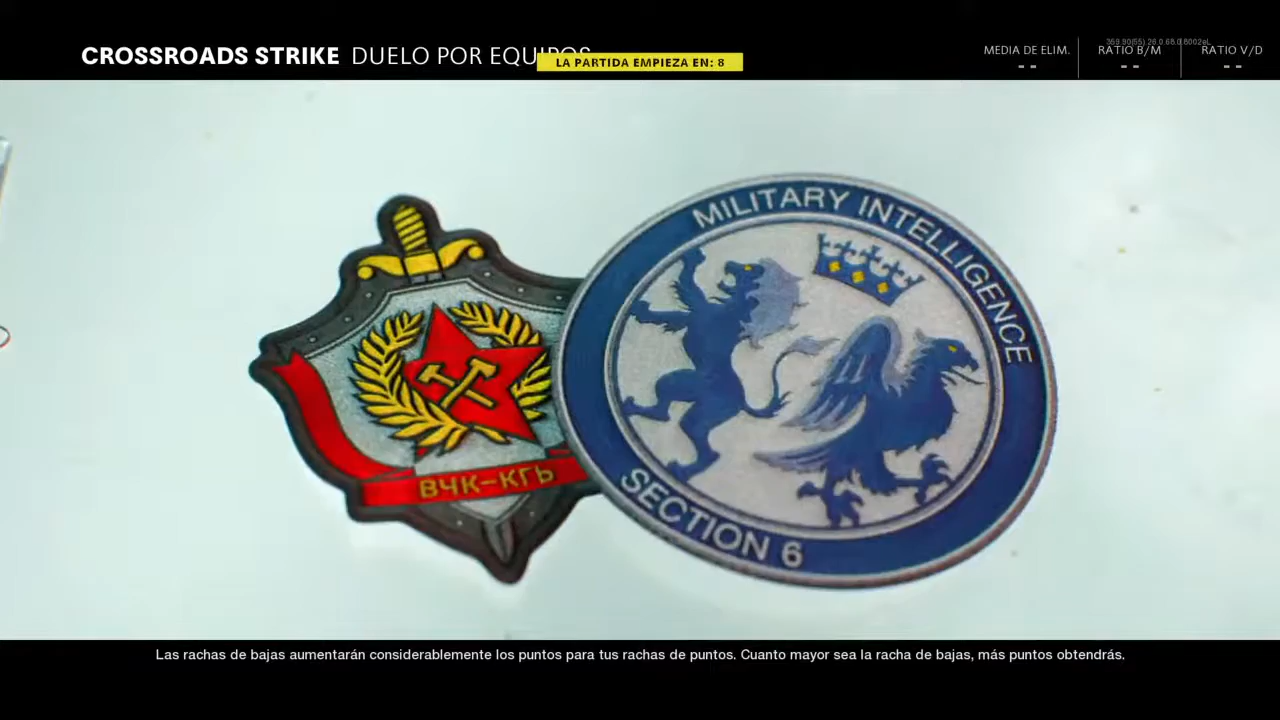 CROSSROADS STRIKE DUELO POR EQUIPOS
LA PARTIDA EMPIEZA EN: 8
MEDIA DE ELIM.
- -
RATIO B/M
- -
RATIO V/D
- -
MILITARY INTELLIGENCE
SECTION 6
ВЧК-КГЬ
Las rachas de bajas aumentarán considerablemente los puntos para tus rachas de puntos. Cuanto mayor sea la racha de bajas, más puntos obtendrás.